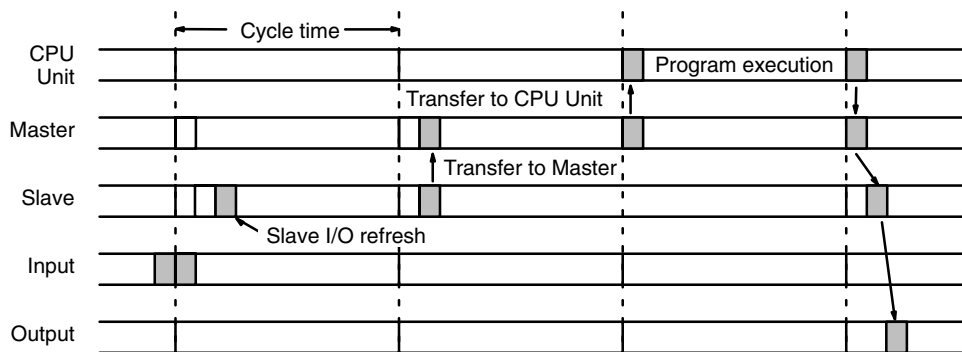 Cycle time
CPU
Unit
Program execution
Transfer to CPU Unit
Master
Transfer to Master
Slave
Slave I/O refresh
Input
Output